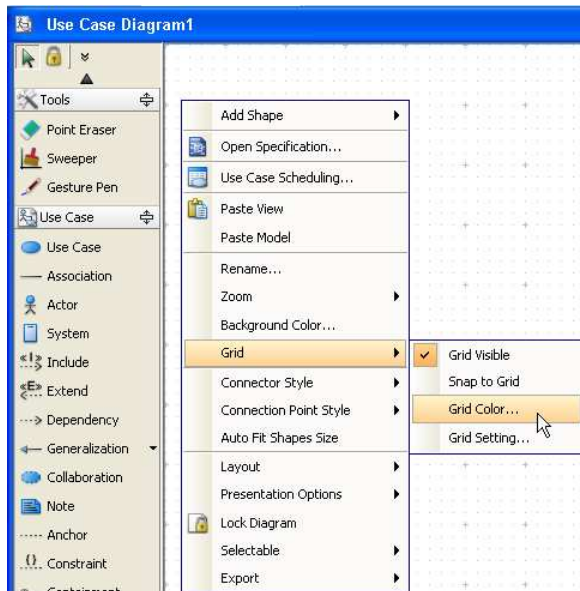 Use Case Diagram1
Tools
Point Eraser
Sweeper
Gesture Pen
Use Case
Use Case
Association
Actor
System
«I» Include
«E» Extend
Dependency
Generalization
Collaboration
Note
Anchor
{} Constraint
Containment
Add Shape
Open Specification...
Use Case Scheduling...
Paste View
Paste Model
Rename...
Zoom
Background Color...
Grid
Connector Style
Connection Point Style
Auto Fit Shapes Size
Layout
Presentation Options
Lock Diagram
Selectable
Export
Grid Visible
Snap to Grid
Grid Color...
Grid Setting...